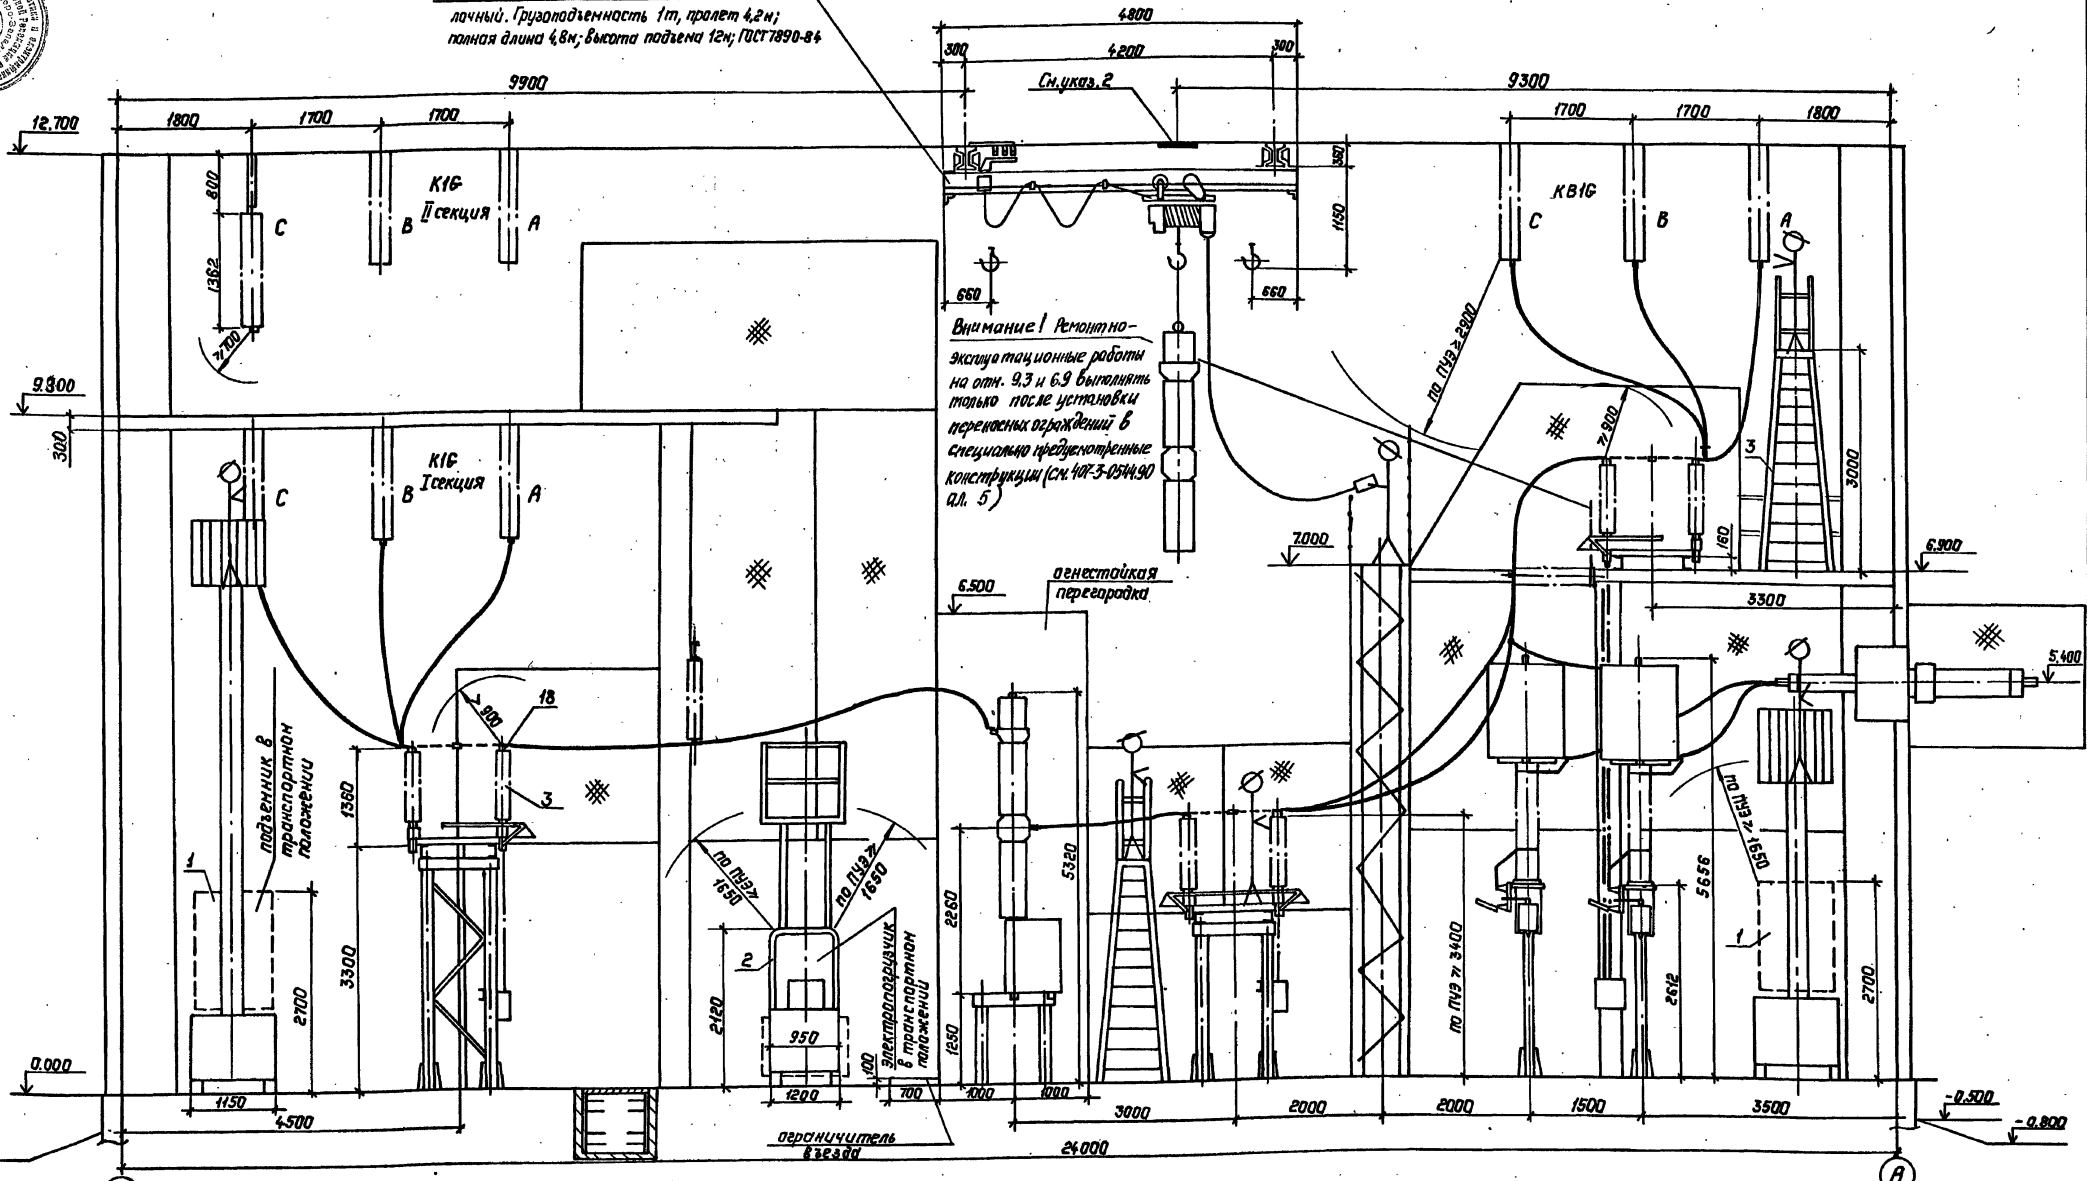 лочный. Грузоподъемность 1т, пролет 4,2м;
полная длина 4,8м; высота подъема 12м; ГОСТ 7890-84
4800
300
4200
300
9900
См. указ. 2
9300
1800
1700
1700
1700
1700
1800
12.700
800
1362
⩾700
К1G
II секция
C
B
A
360
1150
660
660
КВ1G
C
B
A
Внимание! Ремонтно-
эксплуатационные работы
на отм. 9.3 и 6.9 выполнять
только после установки
переносных ограждений в
специально предусмотренные
конструкции (см. 407-3-0544.90
ал. 5)
по ПУЭ ⩾ 2900
⩾900
3
3000
9.300
300
К1G
I секция
C
B
A
7.000
160
6.900
3300
огнестойкая
перегородка
6.500
5.400
подъемник в
транспортном
положении
900
18
3
1360
3300
1
2700
по ПУЭ ⩾
1650
по ПУЭ ⩾
1650
2
2120
950
электропогрузчик
в транспортном
положении
100
2260
1250
5320
по ПУЭ ⩾ 3400
5656
2612
по ПУЭ ⩾ 1650
1
2700
0.000
1150
4500
1200
700
1000
1000
3000
2000
2000
1500
3500
-0.500
-0.800
ограничитель
въезда
24000
А